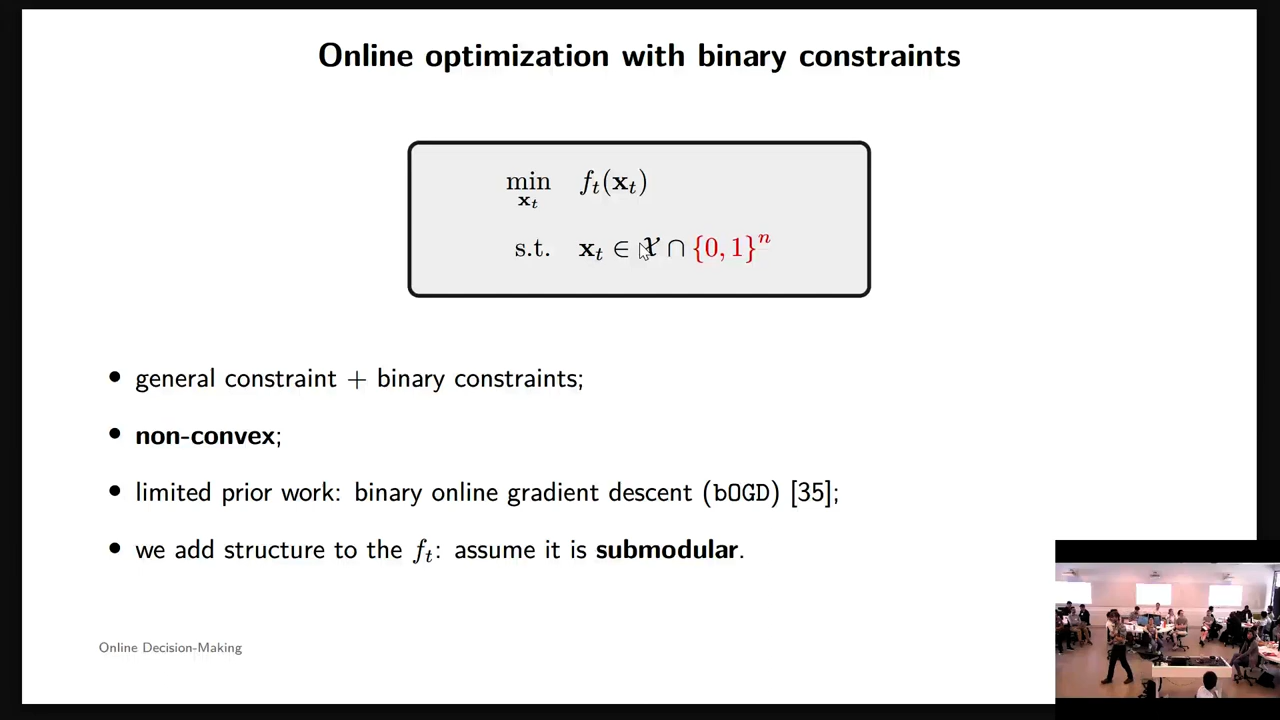 Online optimization with binary constraints
min f_t(𝐱_t)
𝐱_t
s.t. 𝐱_t ∈ 𝒳 ∩ {0, 1}^n
• general constraint + binary constraints;
• non-convex;
• limited prior work: binary online gradient descent (bOGD) [35];
• we add structure to the f_t: assume it is submodular.
Online Decision-Making